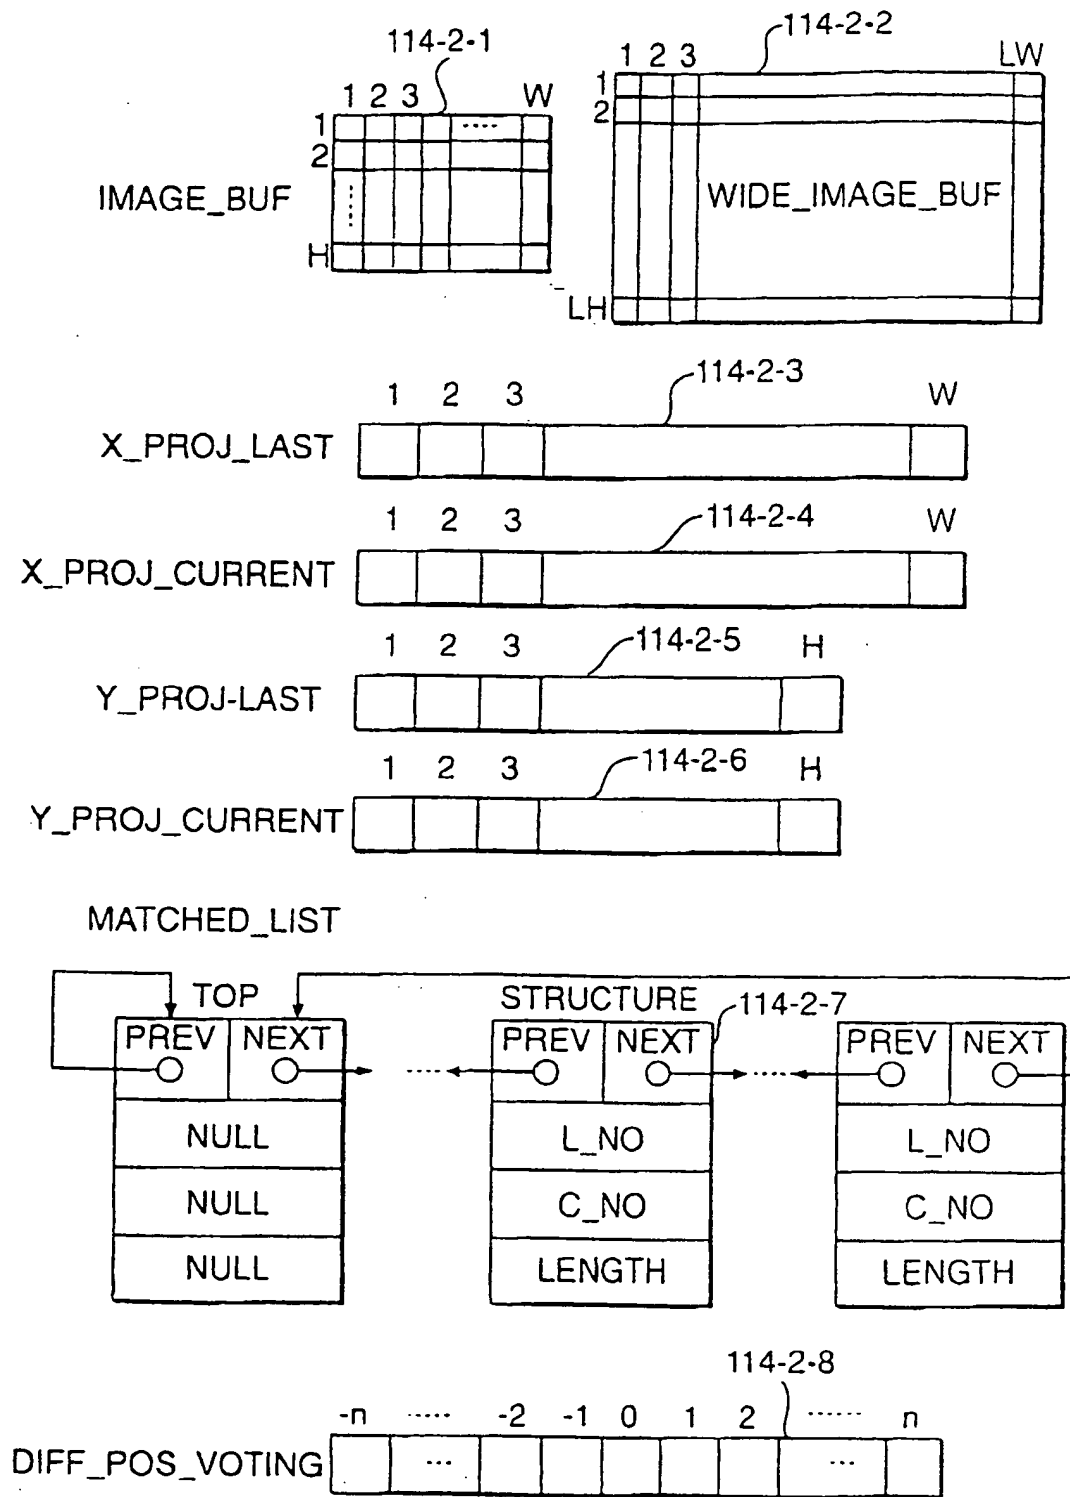 114-2-1
1 2 3 W
1 ....
2
IMAGE_BUF
.....
H
114-2-2
1 2 3 LW
1
2
WIDE_IMAGE_BUF
LH
114-2-3
1 2 3 W
X_PROJ_LAST
114-2-4
1 2 3 W
X_PROJ_CURRENT
114-2-5
1 2 3 H
Y_PROJ-LAST
114-2-6
1 2 3 H
Y_PROJ_CURRENT
MATCHED_LIST
TOP STRUCTURE 114-2-7
PREV NEXT PREV NEXT PREV NEXT
..... .....
NULL L_NO L_NO
NULL C_NO C_NO
NULL LENGTH LENGTH
114-2-8
-n ..... -2 -1 0 1 2 ...... n
DIFF_POS_VOTING ... ...